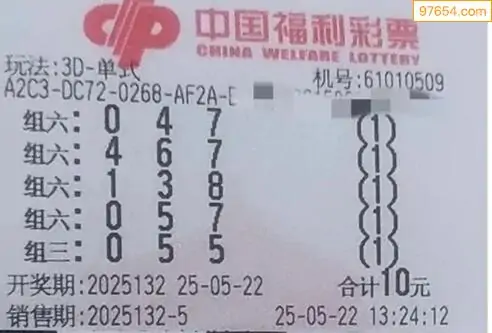 97654.com
中国福利彩票
CHINA WELFARE LOTTERY
玩法:3D-单式
机号:61010509
A2C3-DC72-0268-AF2A-
组六: 0 4 7 (1)
组六: 4 6 7 (1)
组六: 1 3 8 (1)
组六: 0 5 7 (1)
组三: 0 5 5 (1)
开奖期:2025132 25-05-22 合计10元
销售期:2025132-5 25-05-22 13:24:12